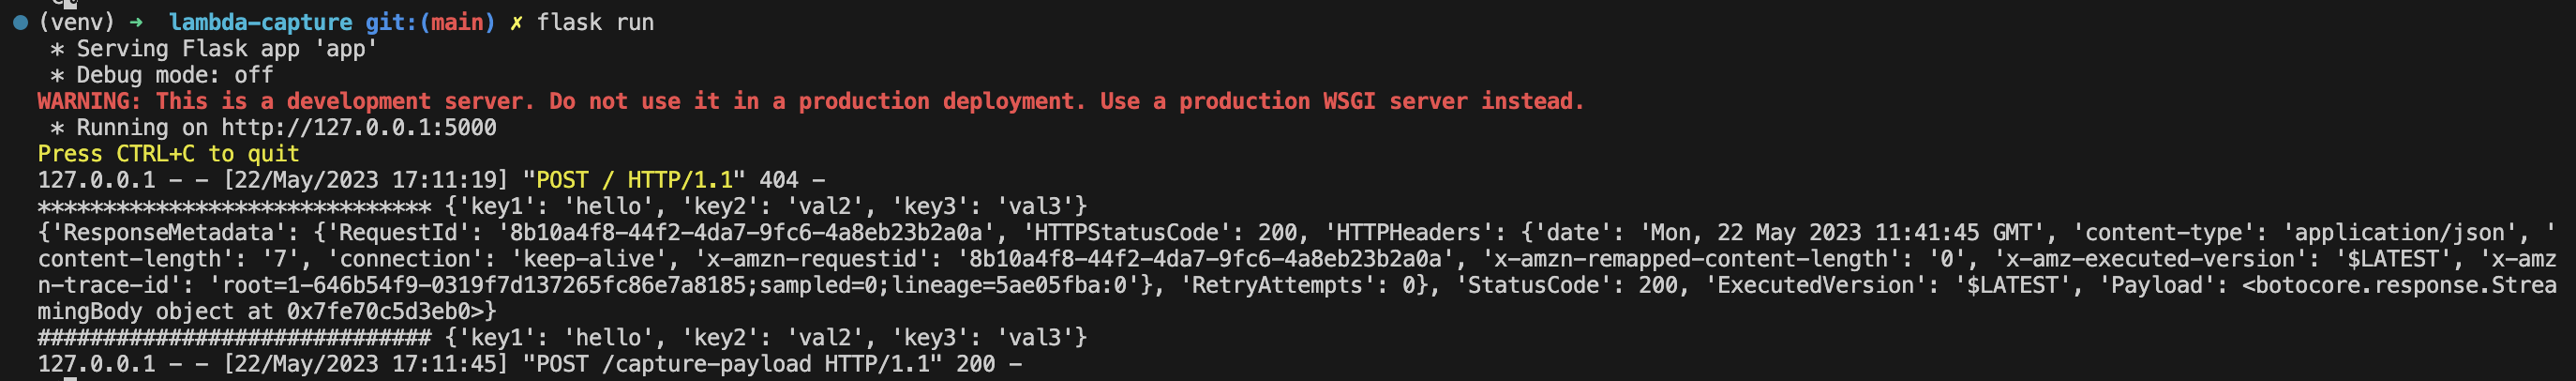 (venv) ➜ lambda-capture git:(main) ✗ flask run
* Serving Flask app 'app'
* Debug mode: off
WARNING: This is a development server. Do not use it in a production deployment. Use a production WSGI server instead.
* Running on http://127.0.0.1:5000
Press CTRL+C to quit
127.0.0.1 - - [22/May/2023 17:11:19] "POST / HTTP/1.1" 404 -
****************************** {'key1': 'hello', 'key2': 'val2', 'key3': 'val3'}
{'ResponseMetadata': {'RequestId': '8b10a4f8-44f2-4da7-9fc6-4a8eb23b2a0a', 'HTTPStatusCode': 200, 'HTTPHeaders': {'date': 'Mon, 22 May 2023 11:41:45 GMT', 'content-type': 'application/json', '
content-length': '7', 'connection': 'keep-alive', 'x-amzn-requestid': '8b10a4f8-44f2-4da7-9fc6-4a8eb23b2a0a', 'x-amzn-remapped-content-length': '0', 'x-amz-executed-version': '$LATEST', 'x-amz
n-trace-id': 'root=1-646b54f9-0319f7d137265fc86e7a8185;sampled=0;lineage=5ae05fba:0'}, 'RetryAttempts': 0}, 'StatusCode': 200, 'ExecutedVersion': '$LATEST', 'Payload': <botocore.response.Strea
mingBody object at 0x7fe70c5d3eb0>}
############################## {'key1': 'hello', 'key2': 'val2', 'key3': 'val3'}
127.0.0.1 - - [22/May/2023 17:11:45] "POST /capture-payload HTTP/1.1" 200 -